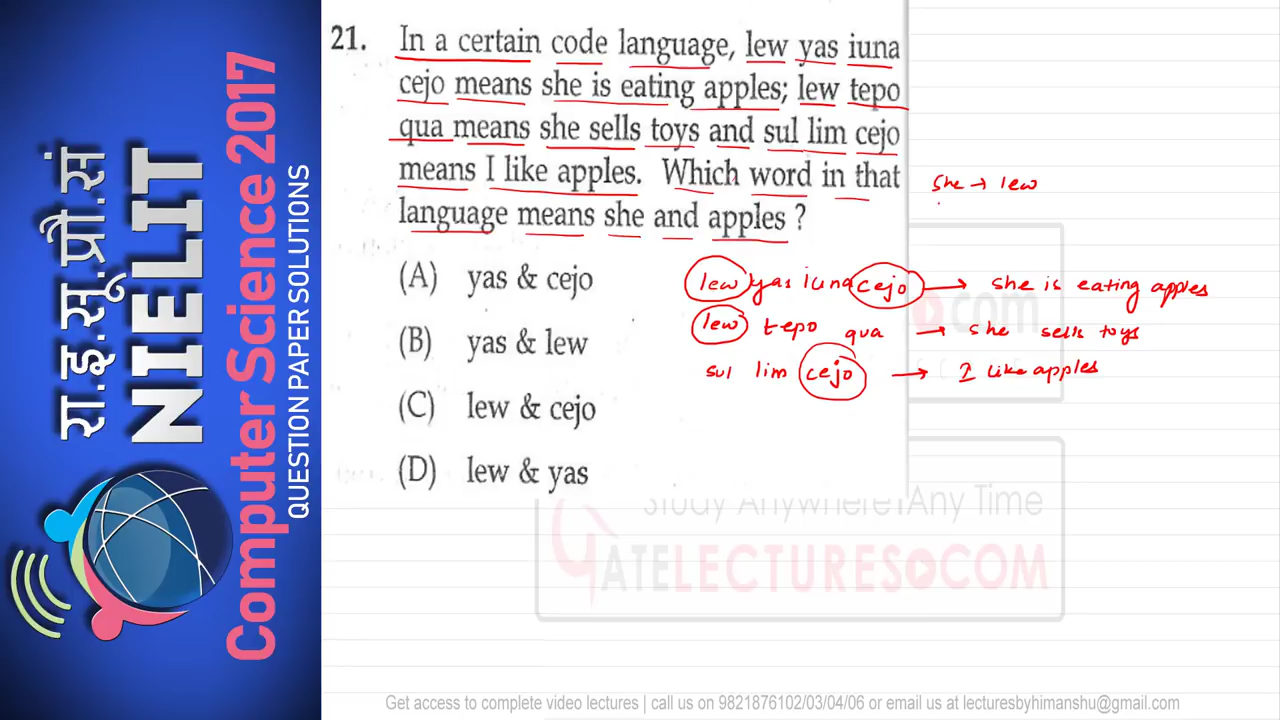 रा.इ.सू.प्रौ.सं
NIELIT
Computer Science 2017
QUESTION PAPER SOLUTIONS
21. In a certain code language, lew yas iuna
cejo means she is eating apples; lew tepo
qua means she sells toys and sul lim cejo
means I like apples. Which word in that
language means she and apples ?
(A) yas & cejo
(B) yas & lew
(C) lew & cejo
(D) lew & yas
she → lew
lew yas iuna cejo → she is eating apples
lew tepo qua → she sells toys
sul lim cejo → I like apples
.com
Study Anywhere Any Time
GATELECTURES.COM
Get access to complete video lectures | call us on 9821876102/03/04/06 or email us at lecturesbyhimanshu@gmail.com